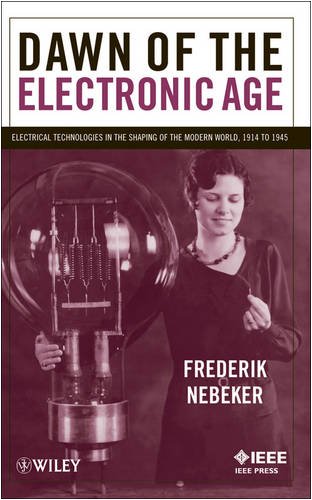 DAWN OF THE
ELECTRONIC AGE
ELECTRICAL TECHNOLOGIES IN THE SHAPING OF THE MODERN WORLD, 1914 TO 1945
FREDERIK
NEBEKER
WILEY
IEEE
IEEE PRESS